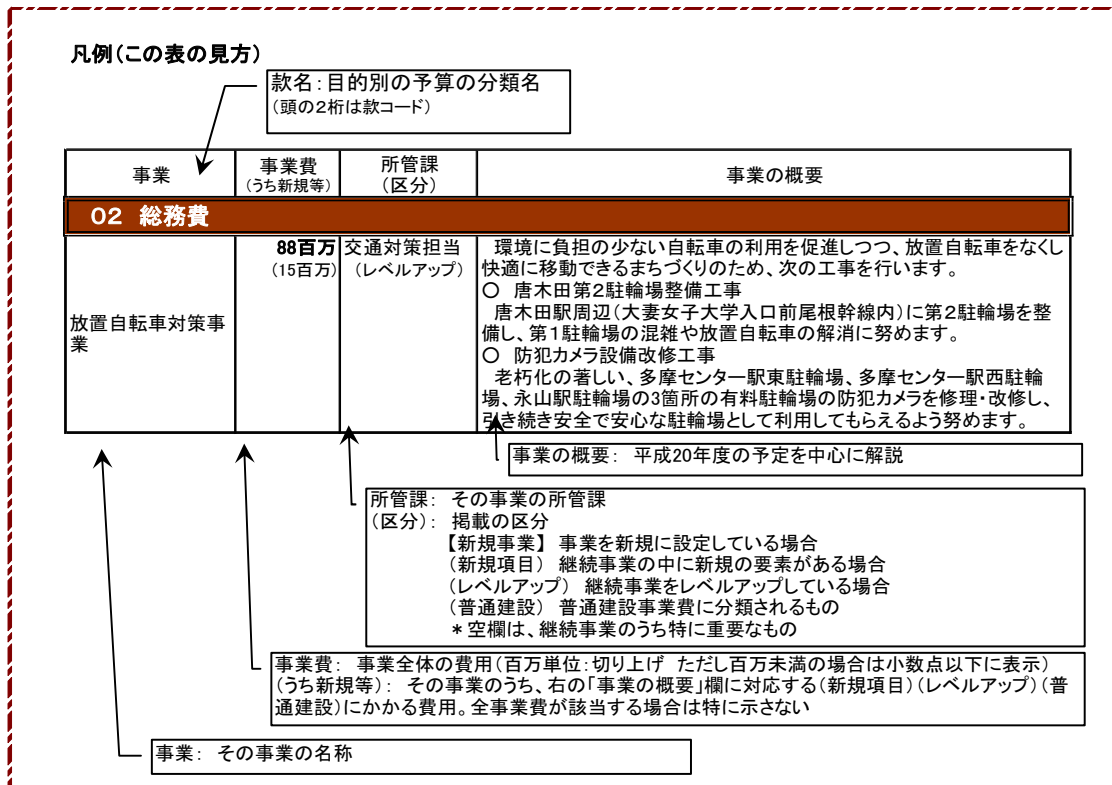 凡例(この表の見方)
款名:目的別の予算の分類名
(頭の2桁は款コード)
事業
事業費
(うち新規等)
所管課
(区分)
事業の概要
02 総務費
放置自転車対策事
業
88百万
(15百万)
交通対策担当
(レベルアップ)
環境に負担の少ない自転車の利用を促進しつつ、放置自転車をなくし
快適に移動できるまちづくりのため、次の工事を行います。
○ 唐木田第2駐輪場整備工事
唐木田駅周辺(大妻女子大学入口前尾根幹線内)に第2駐輪場を整
備し、第1駐輪場の混雑や放置自転車の解消に努めます。
○ 防犯カメラ設備改修工事
老朽化の著しい、多摩センター駅東駐輪場、多摩センター駅西駐輪
場、永山駅駐輪場の3箇所の有料駐輪場の防犯カメラを修理・改修し、
引き続き安全で安心な駐輪場として利用してもらえるよう努めます。
事業の概要: 平成20年度の予定を中心に解説
所管課: その事業の所管課
(区分): 掲載の区分
【新規事業】 事業を新規に設定している場合
(新規項目) 継続事業の中に新規の要素がある場合
(レベルアップ) 継続事業をレベルアップしている場合
(普通建設) 普通建設事業費に分類されるもの
*空欄は、継続事業のうち特に重要なもの
事業費: 事業全体の費用(百万単位:切り上げ ただし百万未満の場合は小数点以下に表示)
(うち新規等): その事業のうち、右の「事業の概要」欄に対応する(新規項目)(レベルアップ)(普
通建設)にかかる費用。全事業費が該当する場合は特に示さない
事業: その事業の名称